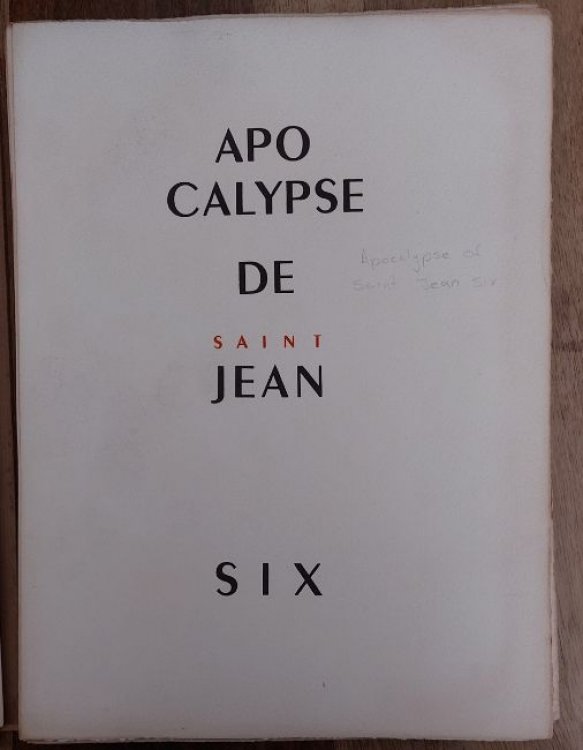 APO
CALYPSE
DE
Apocalypse of
Saint Jean Six
SAINT
JEAN
SIX